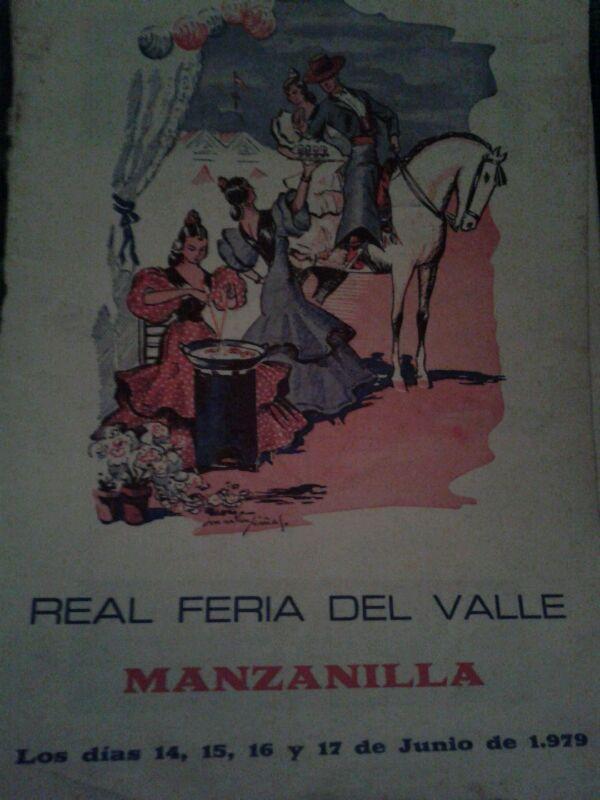 REAL FERIA DEL VALLE
MANZANILLA
Los días 14, 15, 16 y 17 de Junio de 1.979